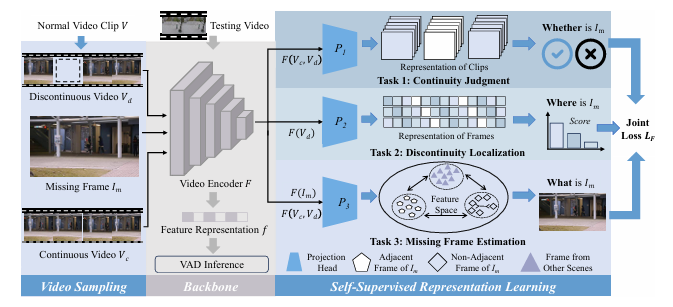 Normal Video Clip V
Discontinuous Video V_d
Missing Frame I_m
Continuous Video V_c
Video Sampling
Testing Video
Video Encoder F
Feature Representation f
VAD Inference
Backbone
F(V_c, V_d)
P_1
Representation of Clips
Whether is I_m
Task 1: Continuity Judgment
F(V_d)
P_2
Representation of Frames
Where is I_m
Score
Task 2: Discontinuity Localization
Joint
Loss L_F
F(I_m)
F(V_c, V_d)
P_3
Feature
Space
What is I_m
Task 3: Missing Frame Estimation
Projection
Head
Adjacent
Frame of I_m
Non-Adjacent
Frame of I_m
Frame from
Other Scenes
Self-Supervised Representation Learning